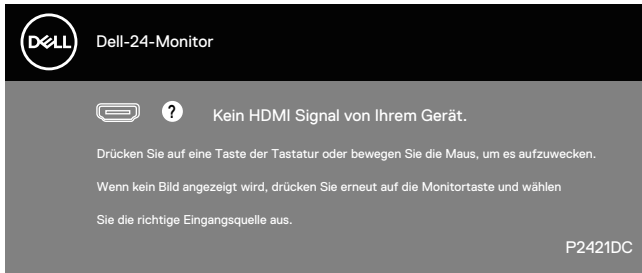 DELL
Dell-24-Monitor
? Kein HDMI Signal von Ihrem Gerät.
Drücken Sie auf eine Taste der Tastatur oder bewegen Sie die Maus, um es aufzuwecken.
Wenn kein Bild angezeigt wird, drücken Sie erneut auf die Monitortaste und wählen
Sie die richtige Eingangsquelle aus.
P2421DC